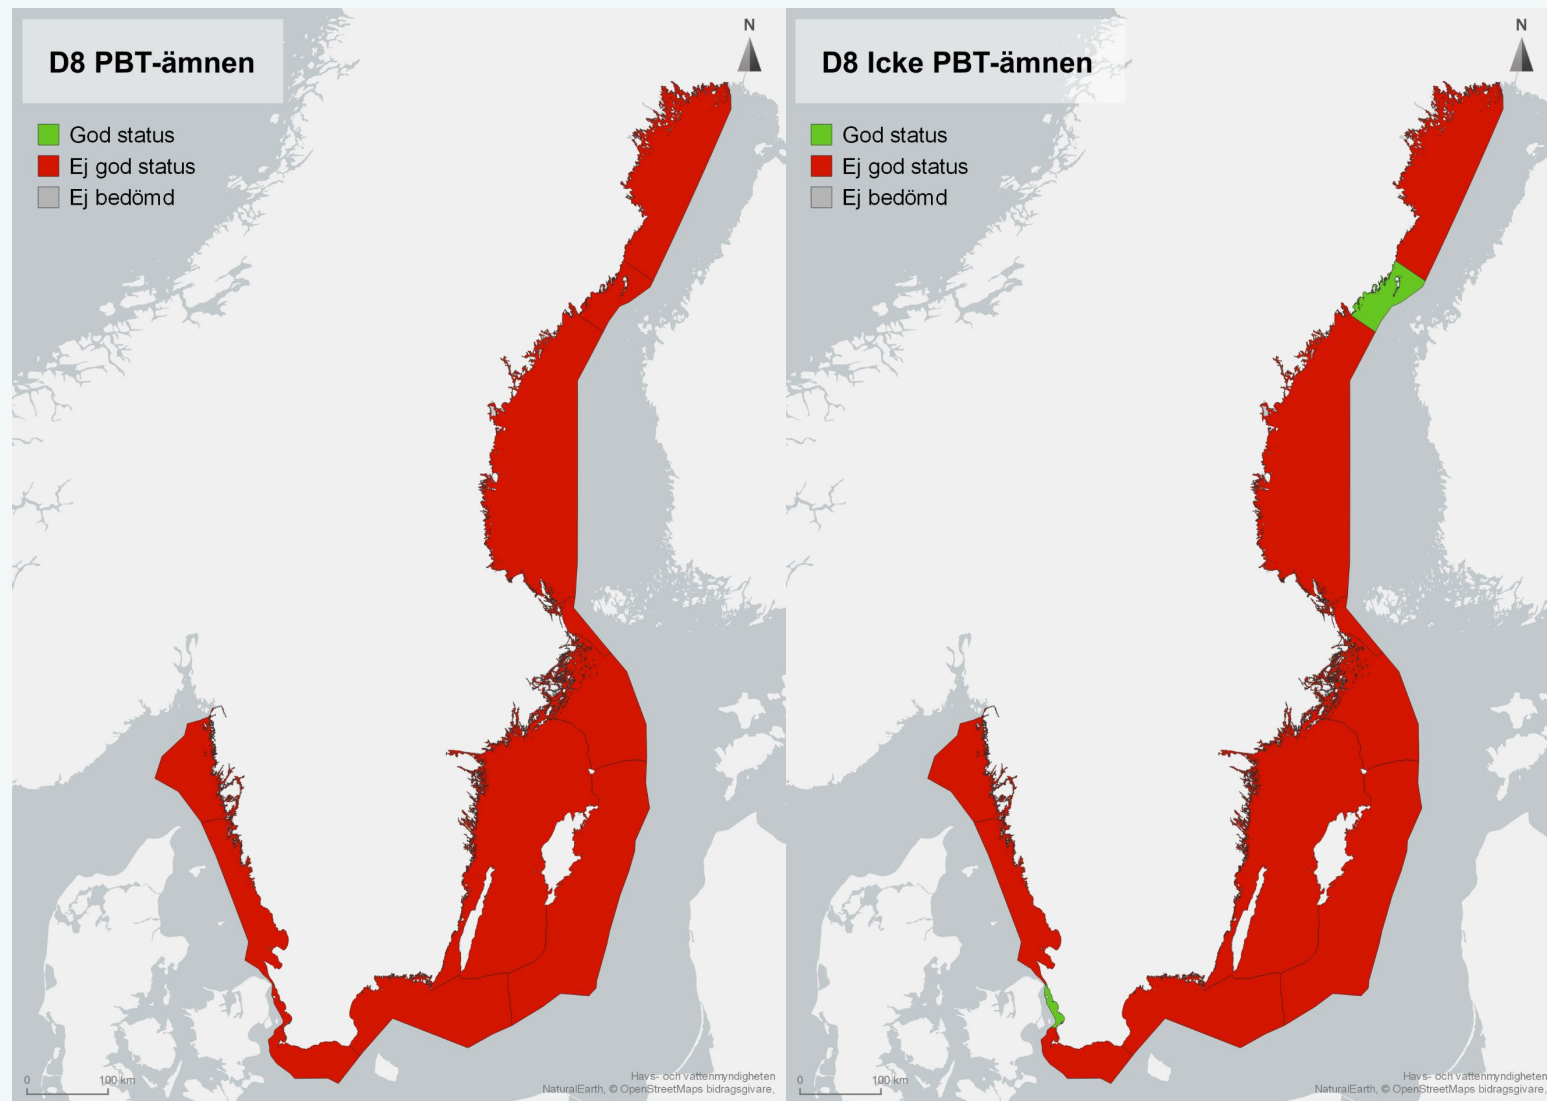 D8 PBT-ämnen
N
God status
Ej god status
Ej bedömd
0 100 km
Havs- och vattenmyndigheten
NaturalEarth, © OpenStreetMaps bidragsgivare,
D8 Icke PBT-ämnen
N
God status
Ej god status
Ej bedömd
0 100 km
Havs- och vattenmyndigheten
NaturalEarth, © OpenStreetMaps bidragsgivare,